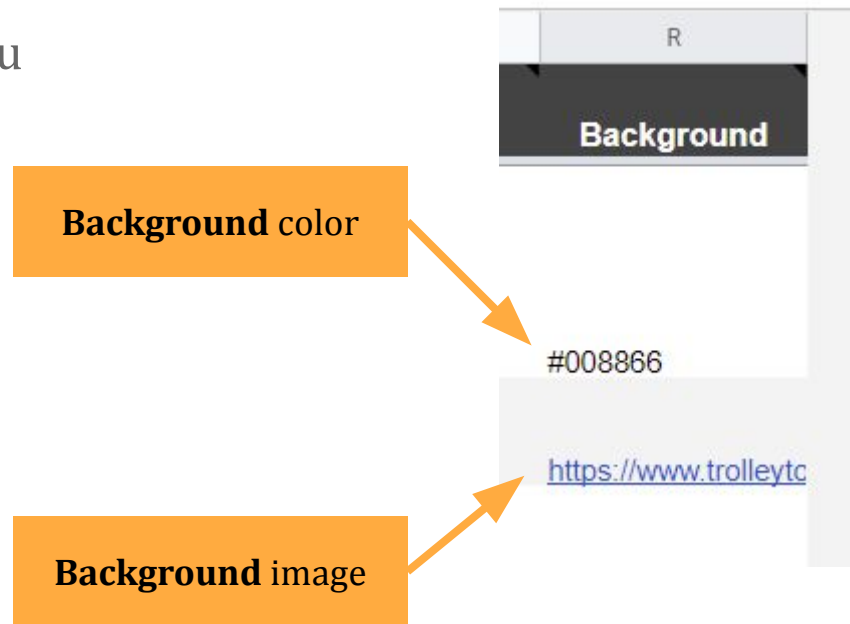 u
R
Background
Background color
#008866
https://www.trolleytc
Background image